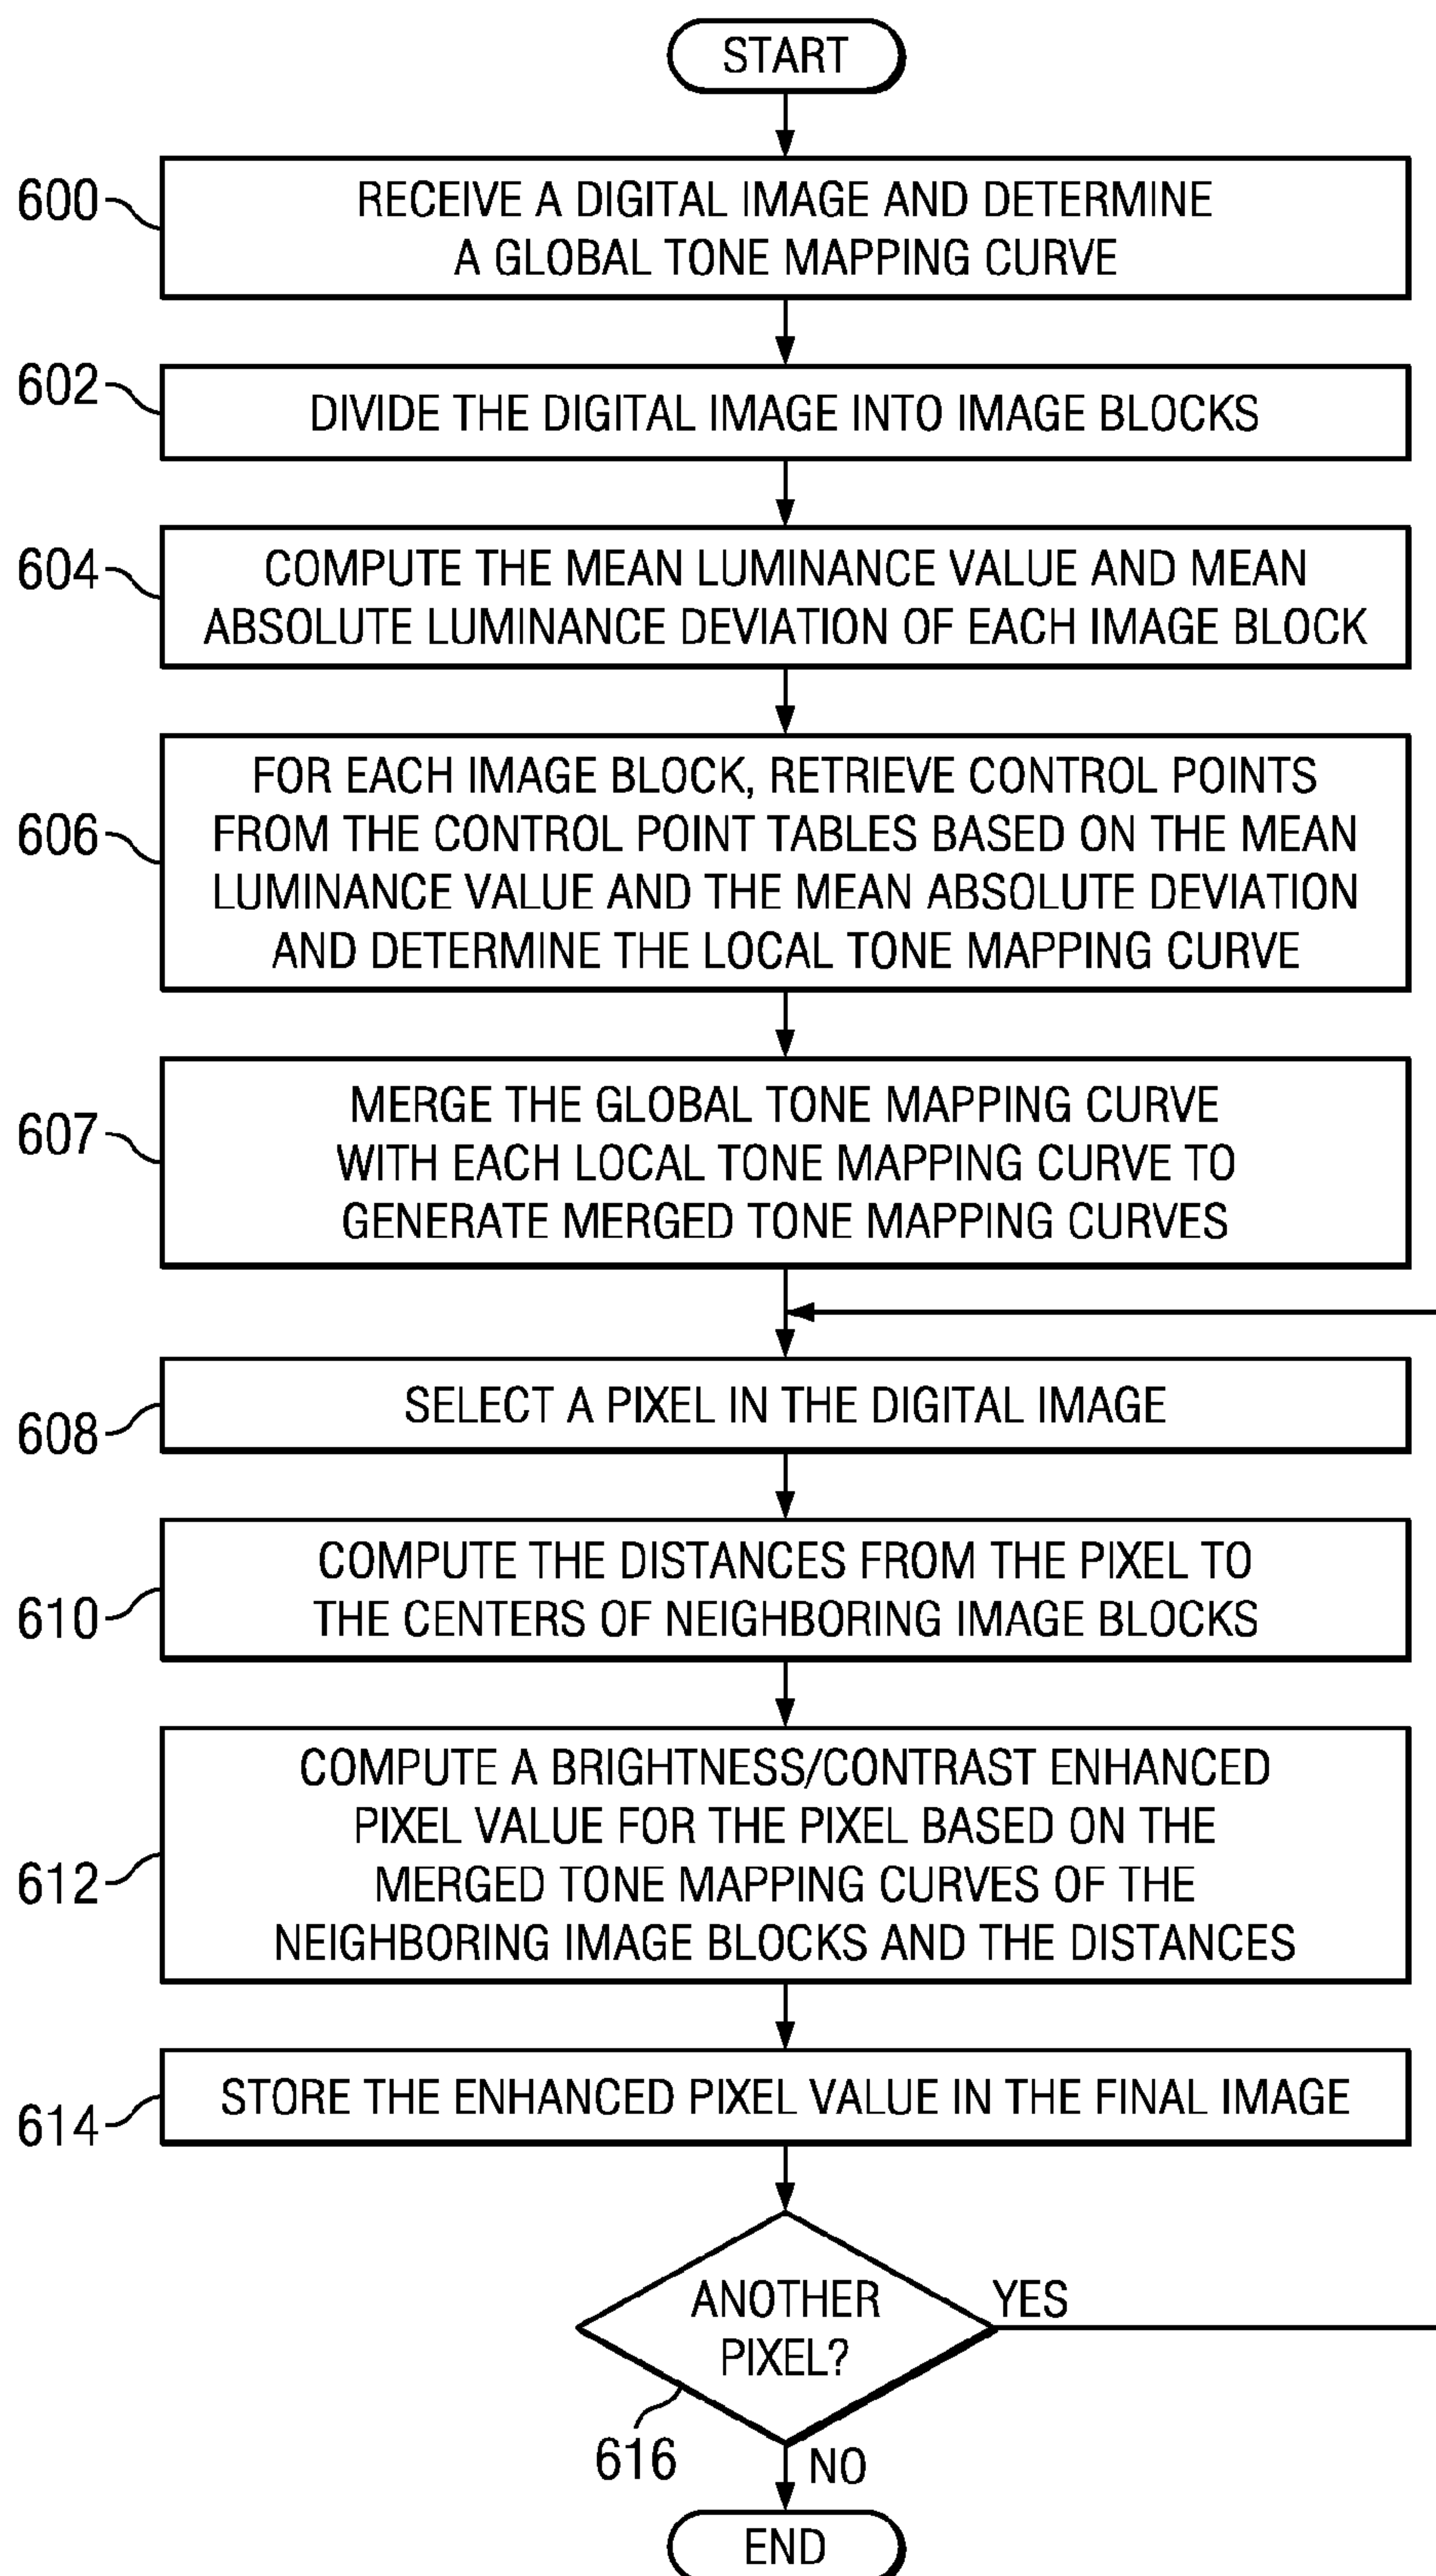 START
600
RECEIVE A DIGITAL IMAGE AND DETERMINE
A GLOBAL TONE MAPPING CURVE
602
DIVIDE THE DIGITAL IMAGE INTO IMAGE BLOCKS
604
COMPUTE THE MEAN LUMINANCE VALUE AND MEAN
ABSOLUTE LUMINANCE DEVIATION OF EACH IMAGE BLOCK
606
FOR EACH IMAGE BLOCK, RETRIEVE CONTROL POINTS
FROM THE CONTROL POINT TABLES BASED ON THE MEAN
LUMINANCE VALUE AND THE MEAN ABSOLUTE DEVIATION
AND DETERMINE THE LOCAL TONE MAPPING CURVE
607
MERGE THE GLOBAL TONE MAPPING CURVE
WITH EACH LOCAL TONE MAPPING CURVE TO
GENERATE MERGED TONE MAPPING CURVES
608
SELECT A PIXEL IN THE DIGITAL IMAGE
610
COMPUTE THE DISTANCES FROM THE PIXEL TO
THE CENTERS OF NEIGHBORING IMAGE BLOCKS
612
COMPUTE A BRIGHTNESS/CONTRAST ENHANCED
PIXEL VALUE FOR THE PIXEL BASED ON THE
MERGED TONE MAPPING CURVES OF THE
NEIGHBORING IMAGE BLOCKS AND THE DISTANCES
614
STORE THE ENHANCED PIXEL VALUE IN THE FINAL IMAGE
ANOTHER
PIXEL?
YES
616
NO
END